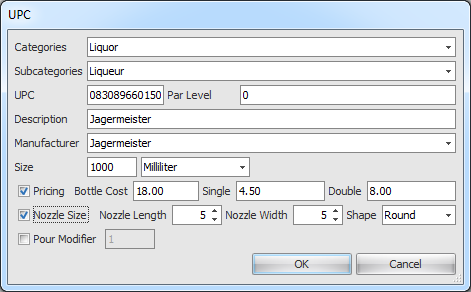 UPC
Categories Liquor
Subcategories Liqueur
UPC 083089660150 Par Level 0
Description Jagermeister
Manufacturer Jagermeister
Size 1000 Milliliter
Pricing Bottle Cost 18.00 Single 4.50 Double 8.00
Nozzle Size Nozzle Length 5 Nozzle Width 5 Shape Round
Pour Modifier 1
OK Cancel